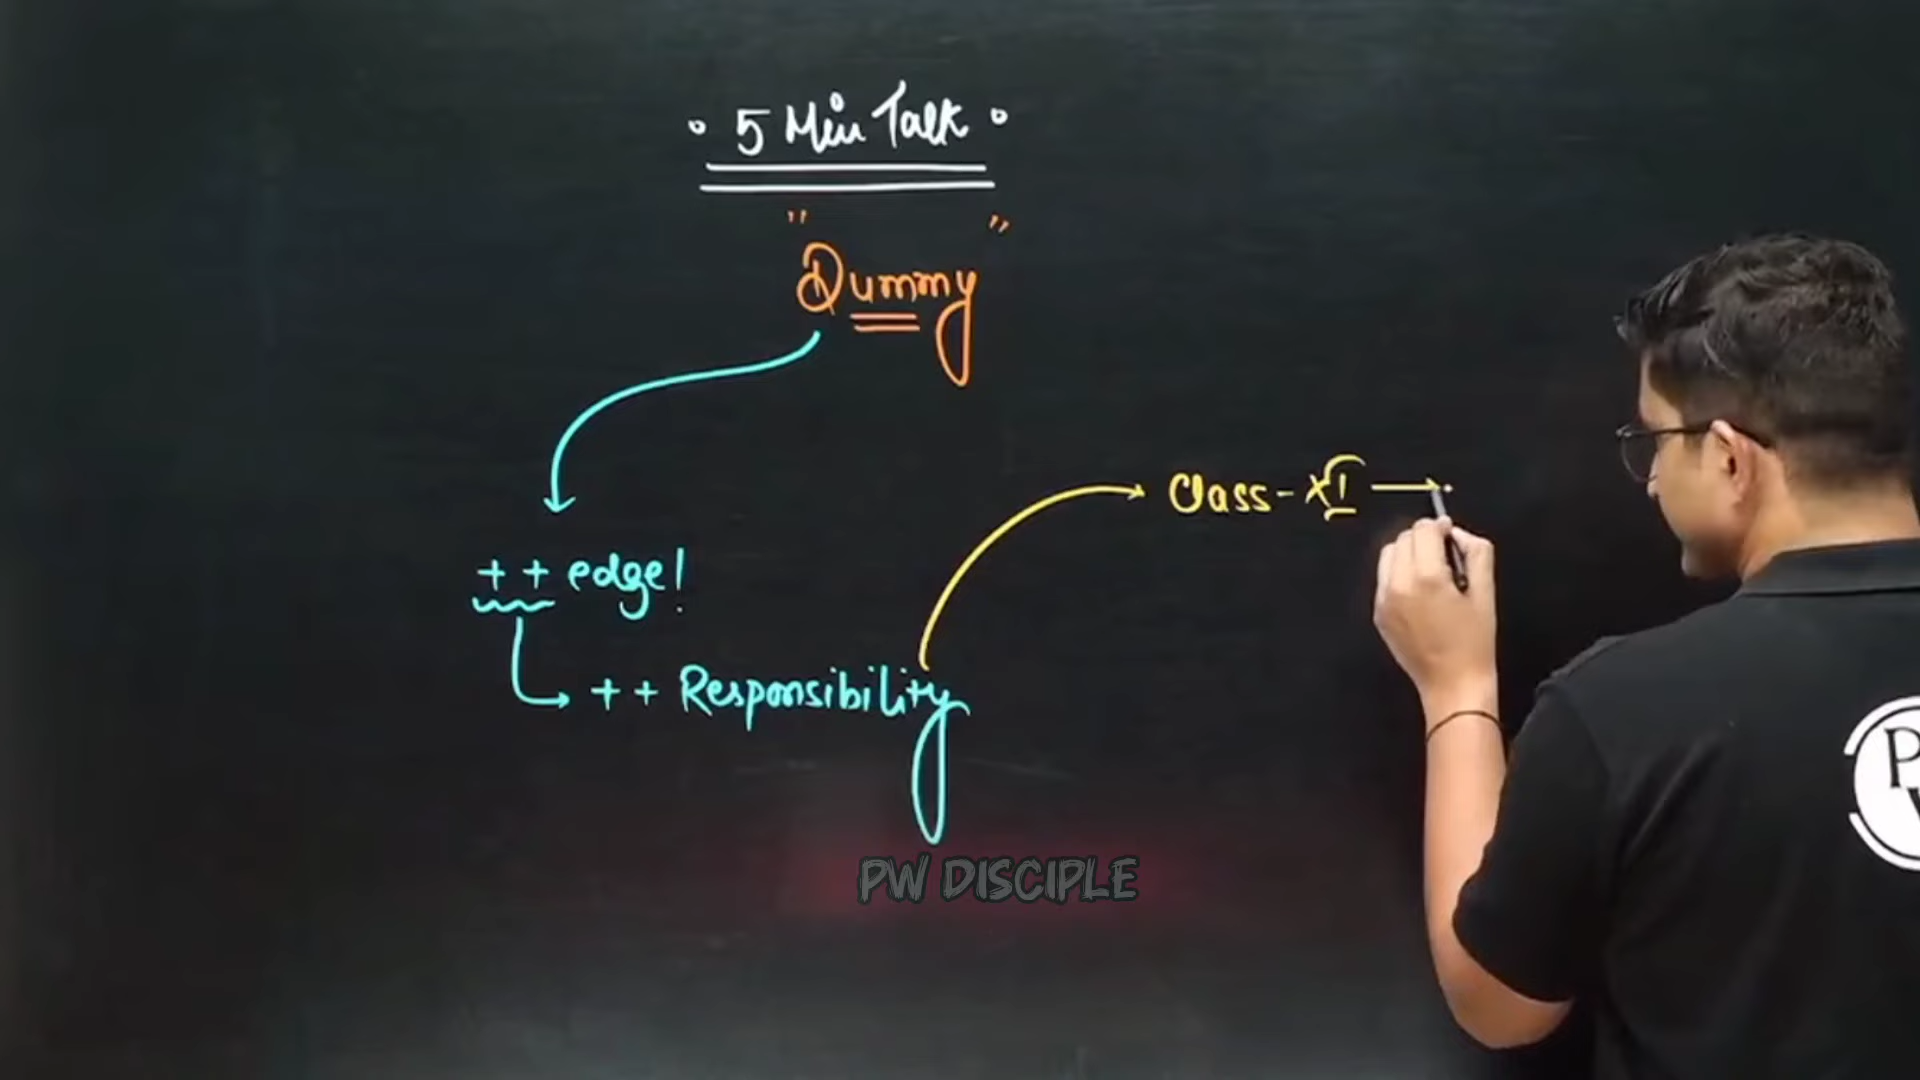 • 5 Min Talk •
"Dummy"
Class-XI →
++ edge!
++ Responsibility
PW DISCIPLE
P
W